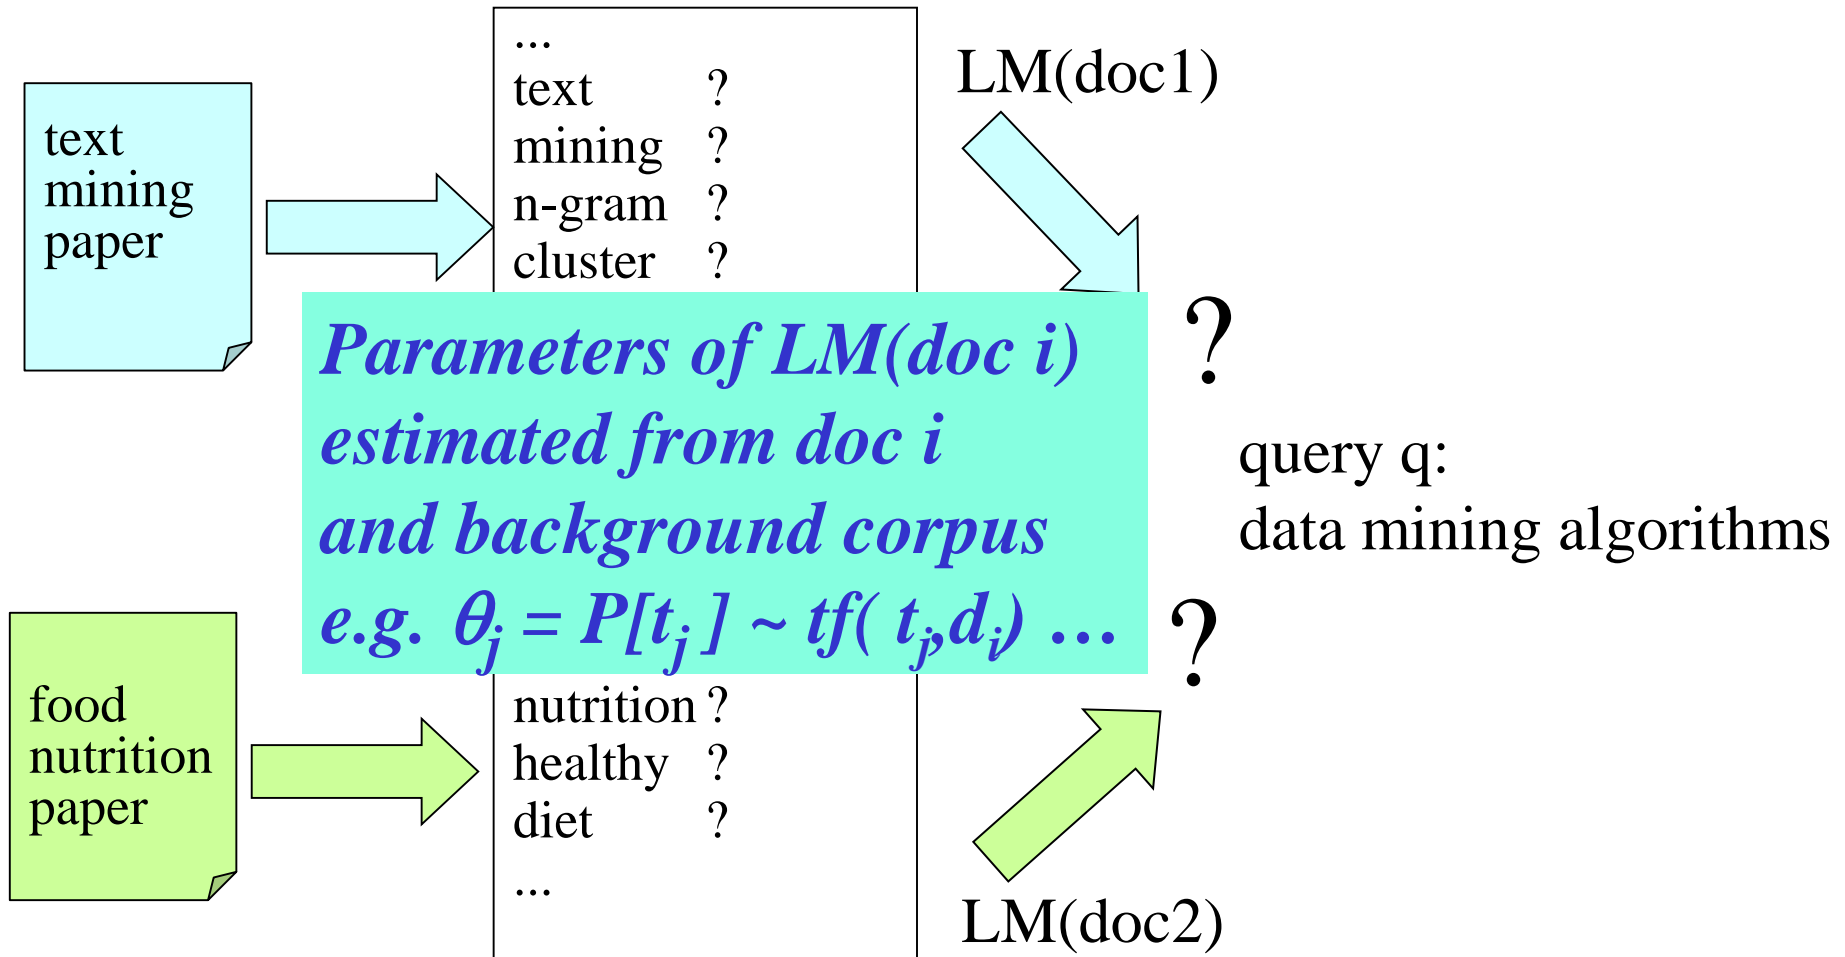 text
mining
paper
...
text ?
mining ?
n-gram ?
cluster ?
LM(doc1)
?
Parameters of LM(doc i)
estimated from doc i
and background corpus
e.g. θj = P[tj ] ~ tf( tj,di) …
query q:
data mining algorithms
?
food
nutrition
paper
nutrition ?
healthy ?
diet ?
...
LM(doc2)